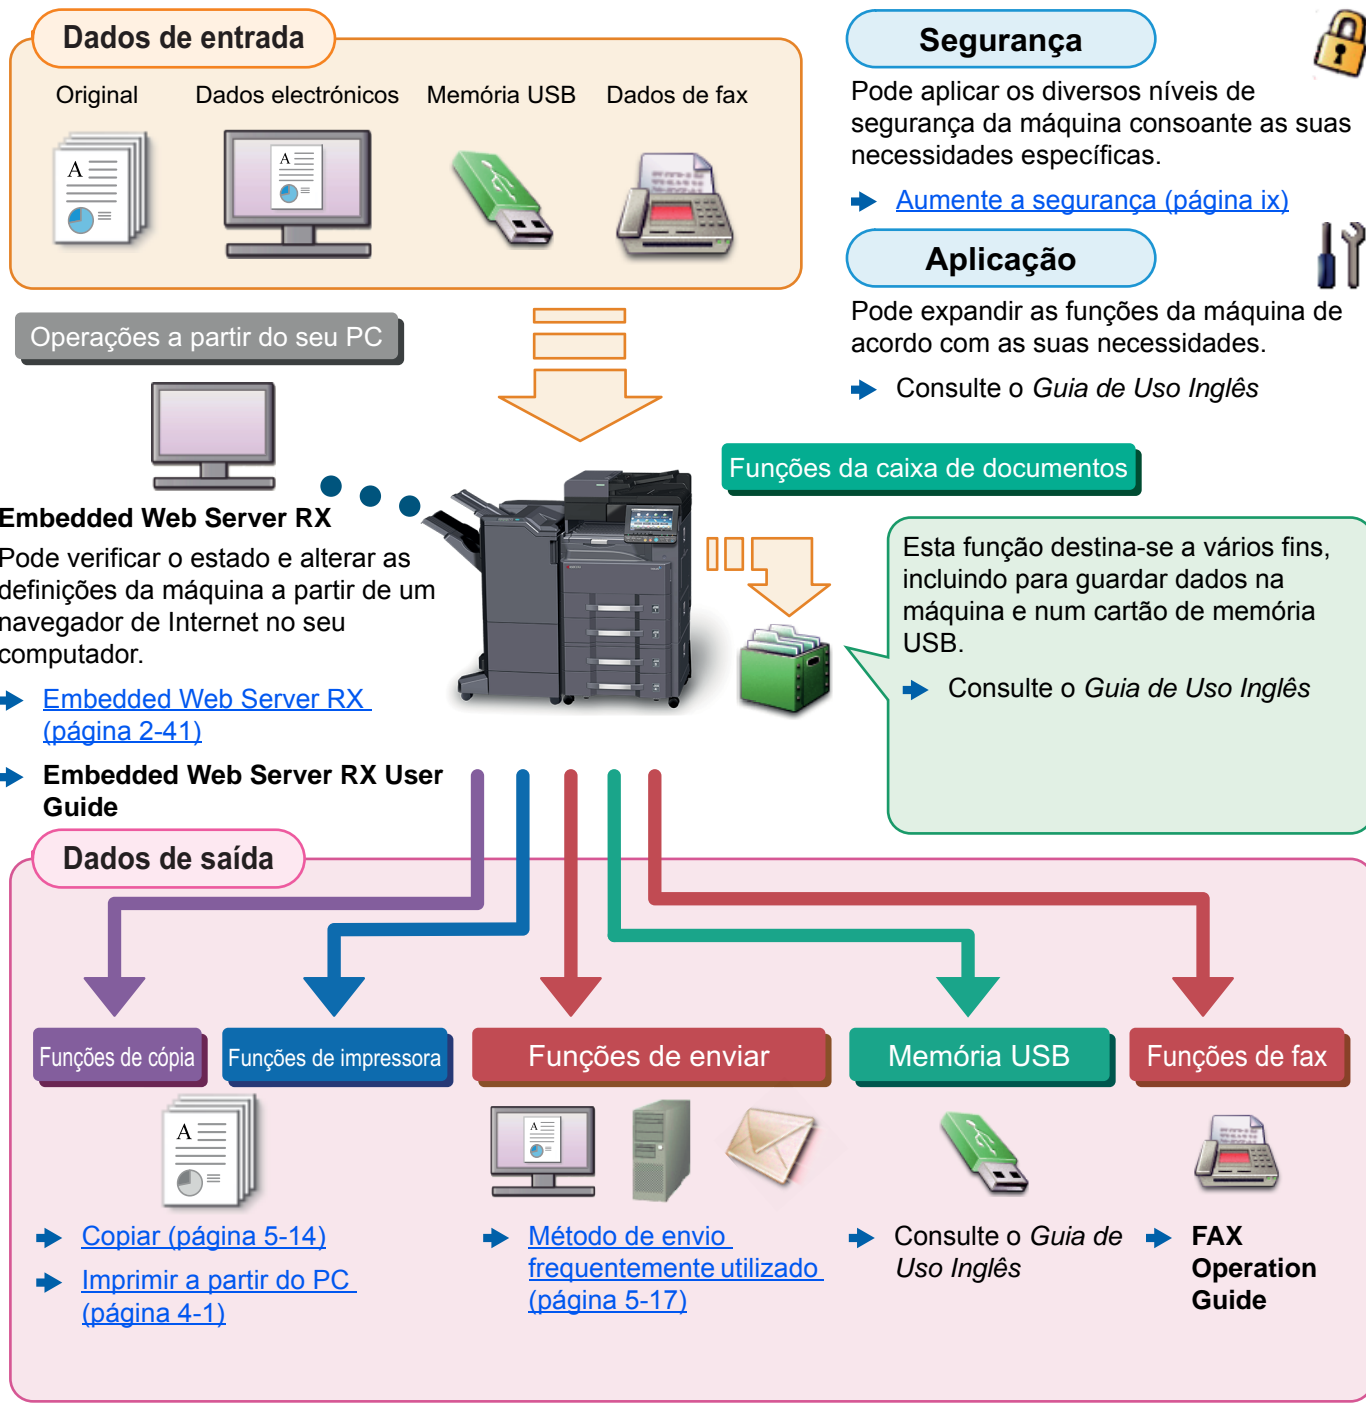 Dados de entrada
Original
Dados electrónicos
Memória USB
Dados de fax
Segurança
Pode aplicar os diversos níveis de
segurança da máquina consoante as suas
necessidades específicas.
Aumente a segurança (página ix)
Aplicação
Pode expandir as funções da máquina de
acordo com as suas necessidades.
Consulte o Guia de Uso Inglês
Operações a partir do seu PC
Embedded Web Server RX
Pode verificar o estado e alterar as
definições da máquina a partir de um
navegador de Internet no seu
computador.
Embedded Web Server RX
(página 2-41)
Embedded Web Server RX User
Guide
Funções da caixa de documentos
Esta função destina-se a vários fins,
incluindo para guardar dados na
máquina e num cartão de memória
USB.
Consulte o Guia de Uso Inglês
Dados de saída
Funções de cópia
Funções de impressora
Funções de enviar
Memória USB
Funções de fax
Copiar (página 5-14)
Imprimir a partir do PC
(página 4-1)
Método de envio
frequentemente utilizado
(página 5-17)
Consulte o Guia de
Uso Inglês
FAX
Operation
Guide
A
A
A
A